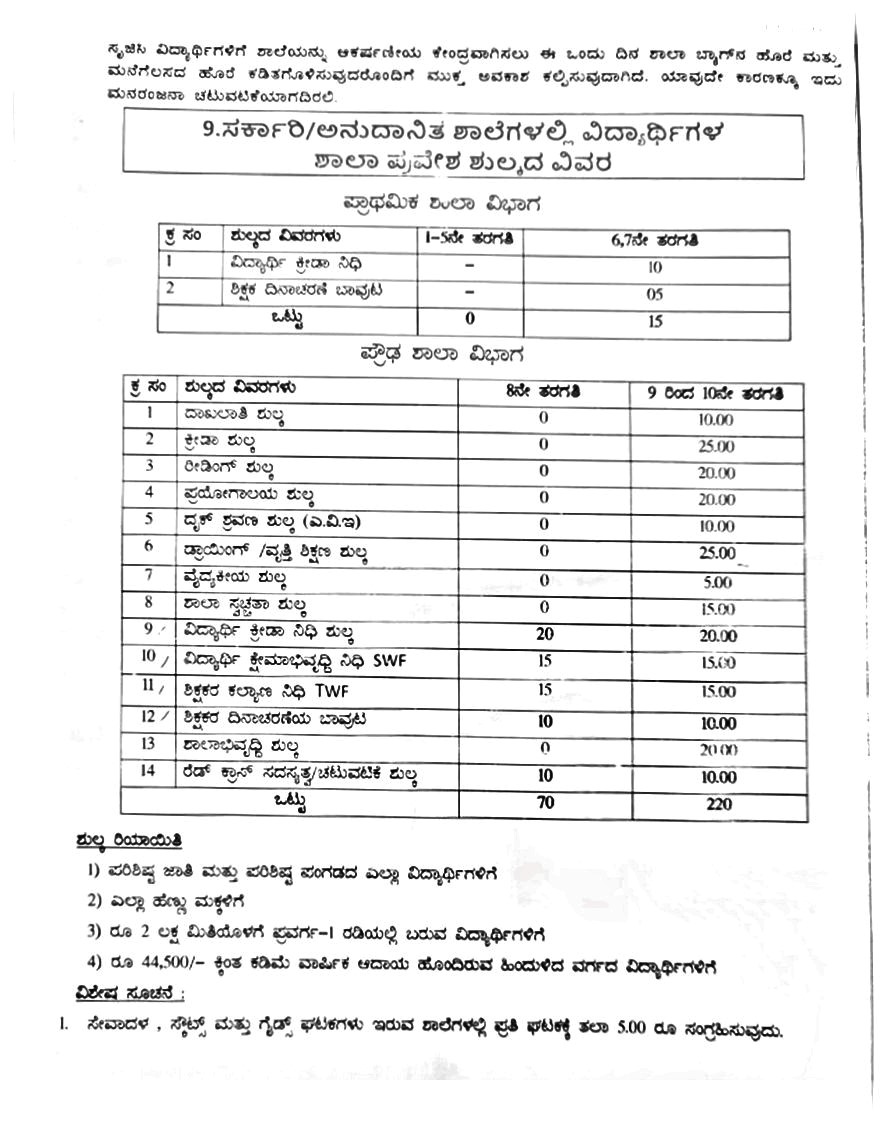 ಸೃಜಿಸಿ ವಿದ್ಯಾರ್ಥಿಗಳಿಗೆ ಶಾಲೆಯನ್ನು ಆಕರ್ಷಣೀಯ ಕೇಂದ್ರವಾಗಿಸಲು ಈ ಒಂದು ದಿನ ಶಾಲಾ ಬ್ಯಾಗ್‌ನ ಹೊರೆ ಮತ್ತು
ಮನೆಗೆಲಸದ ಹೊರೆ ಕಡಿತಗೊಳಿಸುವುದರೊಂದಿಗೆ ಮುಕ್ತ ಅವಕಾಶ ಕಲ್ಪಿಸುವುದಾಗಿದೆ. ಯಾವುದೇ ಕಾರಣಕ್ಕೂ ಇದು
ಮನರಂಜನಾ ಚಟುವಟಿಕೆಯಾಗದಿರಲಿ.
9.ಸರ್ಕಾರಿ/ಅನುದಾನಿತ ಶಾಲೆಗಳಲ್ಲಿ ವಿದ್ಯಾರ್ಥಿಗಳ
ಶಾಲಾ ಪ್ರವೇಶ ಶುಲ್ಕದ ವಿವರ
ಪ್ರಾಥಮಿಕ ಶಾಲಾ ವಿಭಾಗ
ಕ್ರ ಸಂ ಶುಲ್ಕದ ವಿವರಗಳು 1-5ನೇ ತರಗತಿ 6,7ನೇ ತರಗತಿ
1 ವಿದ್ಯಾರ್ಥಿ ಕ್ರೀಡಾ ನಿಧಿ – 10
2 ಶಿಕ್ಷಕ ದಿನಾಚರಣೆ ಬಾವುಟ – 05
ಒಟ್ಟು 0 15
ಪ್ರೌಢ ಶಾಲಾ ವಿಭಾಗ
ಕ್ರ ಸಂ ಶುಲ್ಕದ ವಿವರಗಳು 8ನೇ ತರಗತಿ 9 ರಿಂದ 10ನೇ ತರಗತಿ
1 ದಾಖಲಾತಿ ಶುಲ್ಕ 0 10.00
2 ಕ್ರೀಡಾ ಶುಲ್ಕ 0 25.00
3 ರೀಡಿಂಗ್ ಶುಲ್ಕ 0 20.00
4 ಪ್ರಯೋಗಾಲಯ ಶುಲ್ಕ 0 20.00
5 ದೃಕ್ ಶ್ರವಣ ಶುಲ್ಕ (ಎ.ವಿ.ಇ) 0 10.00
6 ಡ್ರಾಯಿಂಗ್ /ವೃತ್ತಿ ಶಿಕ್ಷಣ ಶುಲ್ಕ 0 25.00
7 ವೈದ್ಯಕೀಯ ಶುಲ್ಕ 0 5.00
8 ಶಾಲಾ ಸ್ವಚ್ಛತಾ ಶುಲ್ಕ 0 15.00
9 ವಿದ್ಯಾರ್ಥಿ ಕ್ರೀಡಾ ನಿಧಿ ಶುಲ್ಕ 20 20.00
10 ವಿದ್ಯಾರ್ಥಿ ಕ್ಷೇಮಾಭಿವೃದ್ಧಿ ನಿಧಿ SWF 15 15.00
11 ಶಿಕ್ಷಕರ ಕಲ್ಯಾಣ ನಿಧಿ TWF 15 15.00
12 ಶಿಕ್ಷಕರ ದಿನಾಚರಣೆಯ ಬಾವುಟ 10 10.00
13 ಶಾಲಾಭಿವೃದ್ಧಿ ಶುಲ್ಕ 0 20.00
14 ರೆಡ್ ಕ್ರಾಸ್ ಸದಸ್ಯತ್ವ/ಚಟುವಟಿಕೆ ಶುಲ್ಕ 10 10.00
ಒಟ್ಟು 70 220
ಶುಲ್ಕ ರಿಯಾಯಿತಿ
1) ಪರಿಶಿಷ್ಟ ಜಾತಿ ಮತ್ತು ಪರಿಶಿಷ್ಟ ಪಂಗಡದ ಎಲ್ಲಾ ವಿದ್ಯಾರ್ಥಿಗಳಿಗೆ
2) ಎಲ್ಲಾ ಹೆಣ್ಣು ಮಕ್ಕಳಿಗೆ
3) ರೂ 2 ಲಕ್ಷ ಮಿತಿಯೊಳಗೆ ಪ್ರವರ್ಗ-1 ರಡಿಯಲ್ಲಿ ಬರುವ ವಿದ್ಯಾರ್ಥಿಗಳಿಗೆ
4) ರೂ 44,500/- ಕ್ಕಿಂತ ಕಡಿಮೆ ವಾರ್ಷಿಕ ಆದಾಯ ಹೊಂದಿರುವ ಹಿಂದುಳಿದ ವರ್ಗದ ವಿದ್ಯಾರ್ಥಿಗಳಿಗೆ
ವಿಶೇಷ ಸೂಚನೆ :
1. ಸೇವಾದಳ , ಸ್ಕೌಟ್ಸ್ ಮತ್ತು ಗೈಡ್ಸ್ ಘಟಕಗಳು ಇರುವ ಶಾಲೆಗಳಲ್ಲಿ ಪ್ರತಿ ಘಟಕಕ್ಕೆ ತಲಾ 5.00 ರೂ ಸಂಗ್ರಹಿಸುವುದು.